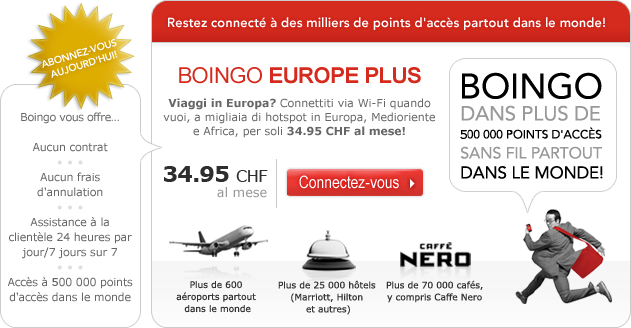 ABONNEZ-VOUS
AUJOURD'HUI!
Boingo vous offre...
Aucun contrat
Aucun frais
d'annulation
Assistance à la
clientèle 24 heures par
jour/7 jours sur 7
Accès à 500 000 points
d'accès dans le monde
Restez connecté à des milliers de points d'accès partout dans le monde!
BOINGO EUROPE PLUS
Viaggi in Europa? Connettiti via Wi-Fi quando
vuoi, a migliaia di hotspot in Europa, Medioriente
e Africa, per soli 34.95 CHF al mese!
34.95 CHF
al mese
Connectez-vous
BOINGO
DANS PLUS DE
500 000 POINTS D'ACCÈS
SANS FIL PARTOUT
DANS LE MONDE!
Plus de 600
aéroports partout
dans le monde
Plus de 25 000 hôtels
(Marriott, Hilton
et autres)
CAFFÈ
NERO
Plus de 70 000 cafés,
y compris Caffe Nero